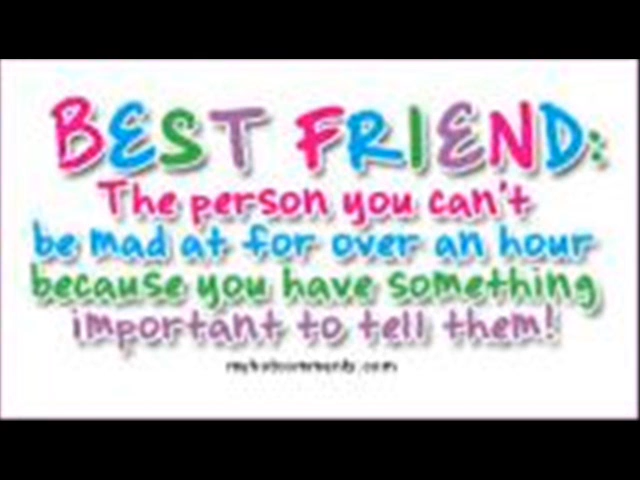 BEST FRIEND:
The person you can't
be mad at for over an hour
because you have something
important to tell them!